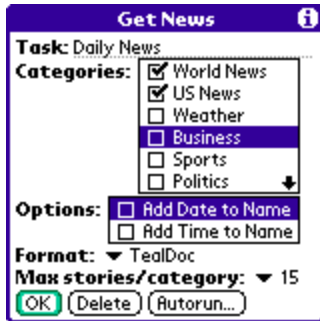 Get News
Task: Daily News
Categories:
World News
US News
Weather
Business
Sports
Politics
Options:
Add Date to Name
Add Time to Name
Format: TealDoc
Max stories/category: 15
OK Delete Autorun...